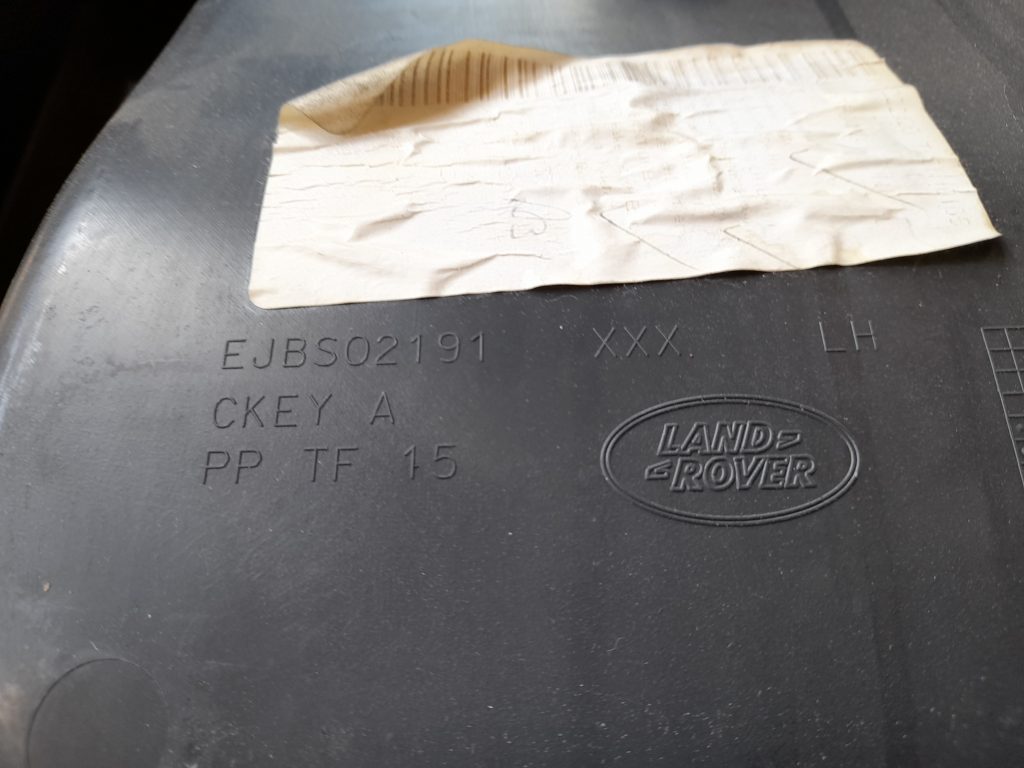 EJBS02191 XXX LH
CKEY A
PP TF 15
LAND
ROVER